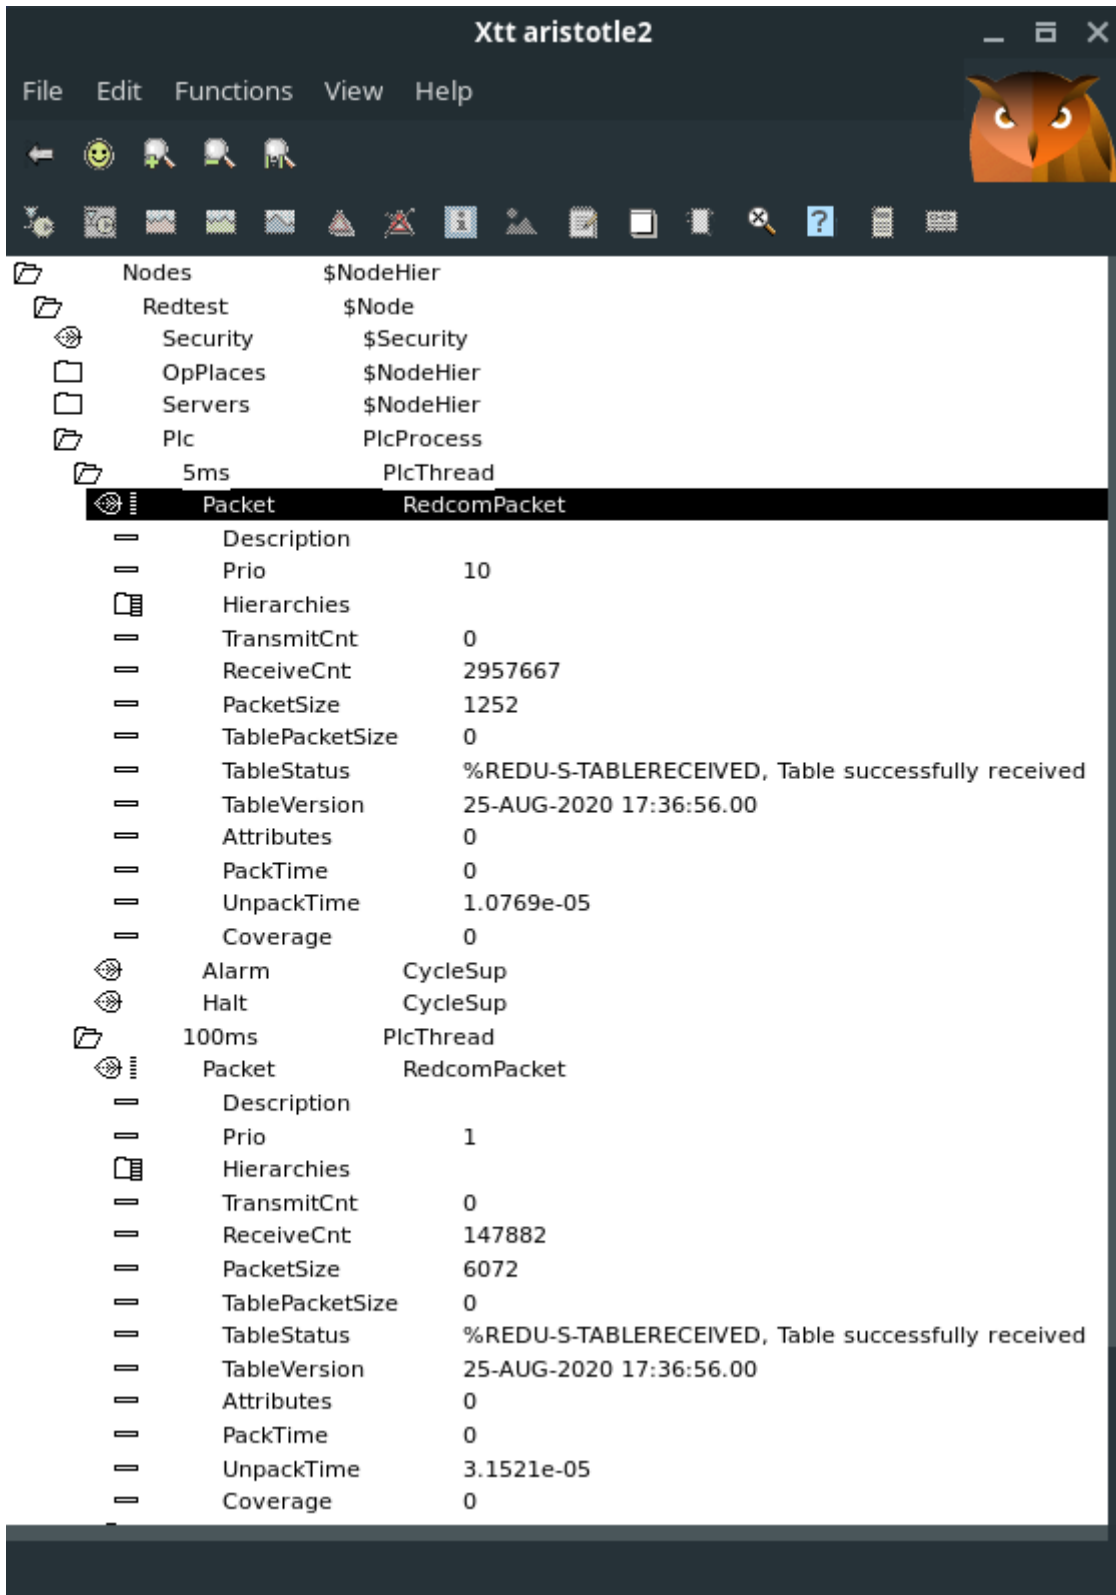 Xtt aristotle2
File Edit Functions View Help
Nodes $NodeHier
Redtest $Node
Security $Security
OpPlaces $NodeHier
Servers $NodeHier
Plc PlcProcess
5ms PlcThread
Packet RedcomPacket
Description
Prio 10
Hierarchies
TransmitCnt 0
ReceiveCnt 2957667
PacketSize 1252
TablePacketSize 0
TableStatus %REDU-S-TABLERECEIVED, Table successfully received
TableVersion 25-AUG-2020 17:36:56.00
Attributes 0
PackTime 0
UnpackTime 1.0769e-05
Coverage 0
Alarm CycleSup
Halt CycleSup
100ms PlcThread
Packet RedcomPacket
Description
Prio 1
Hierarchies
TransmitCnt 0
ReceiveCnt 147882
PacketSize 6072
TablePacketSize 0
TableStatus %REDU-S-TABLERECEIVED, Table successfully received
TableVersion 25-AUG-2020 17:36:56.00
Attributes 0
PackTime 0
UnpackTime 3.1521e-05
Coverage 0